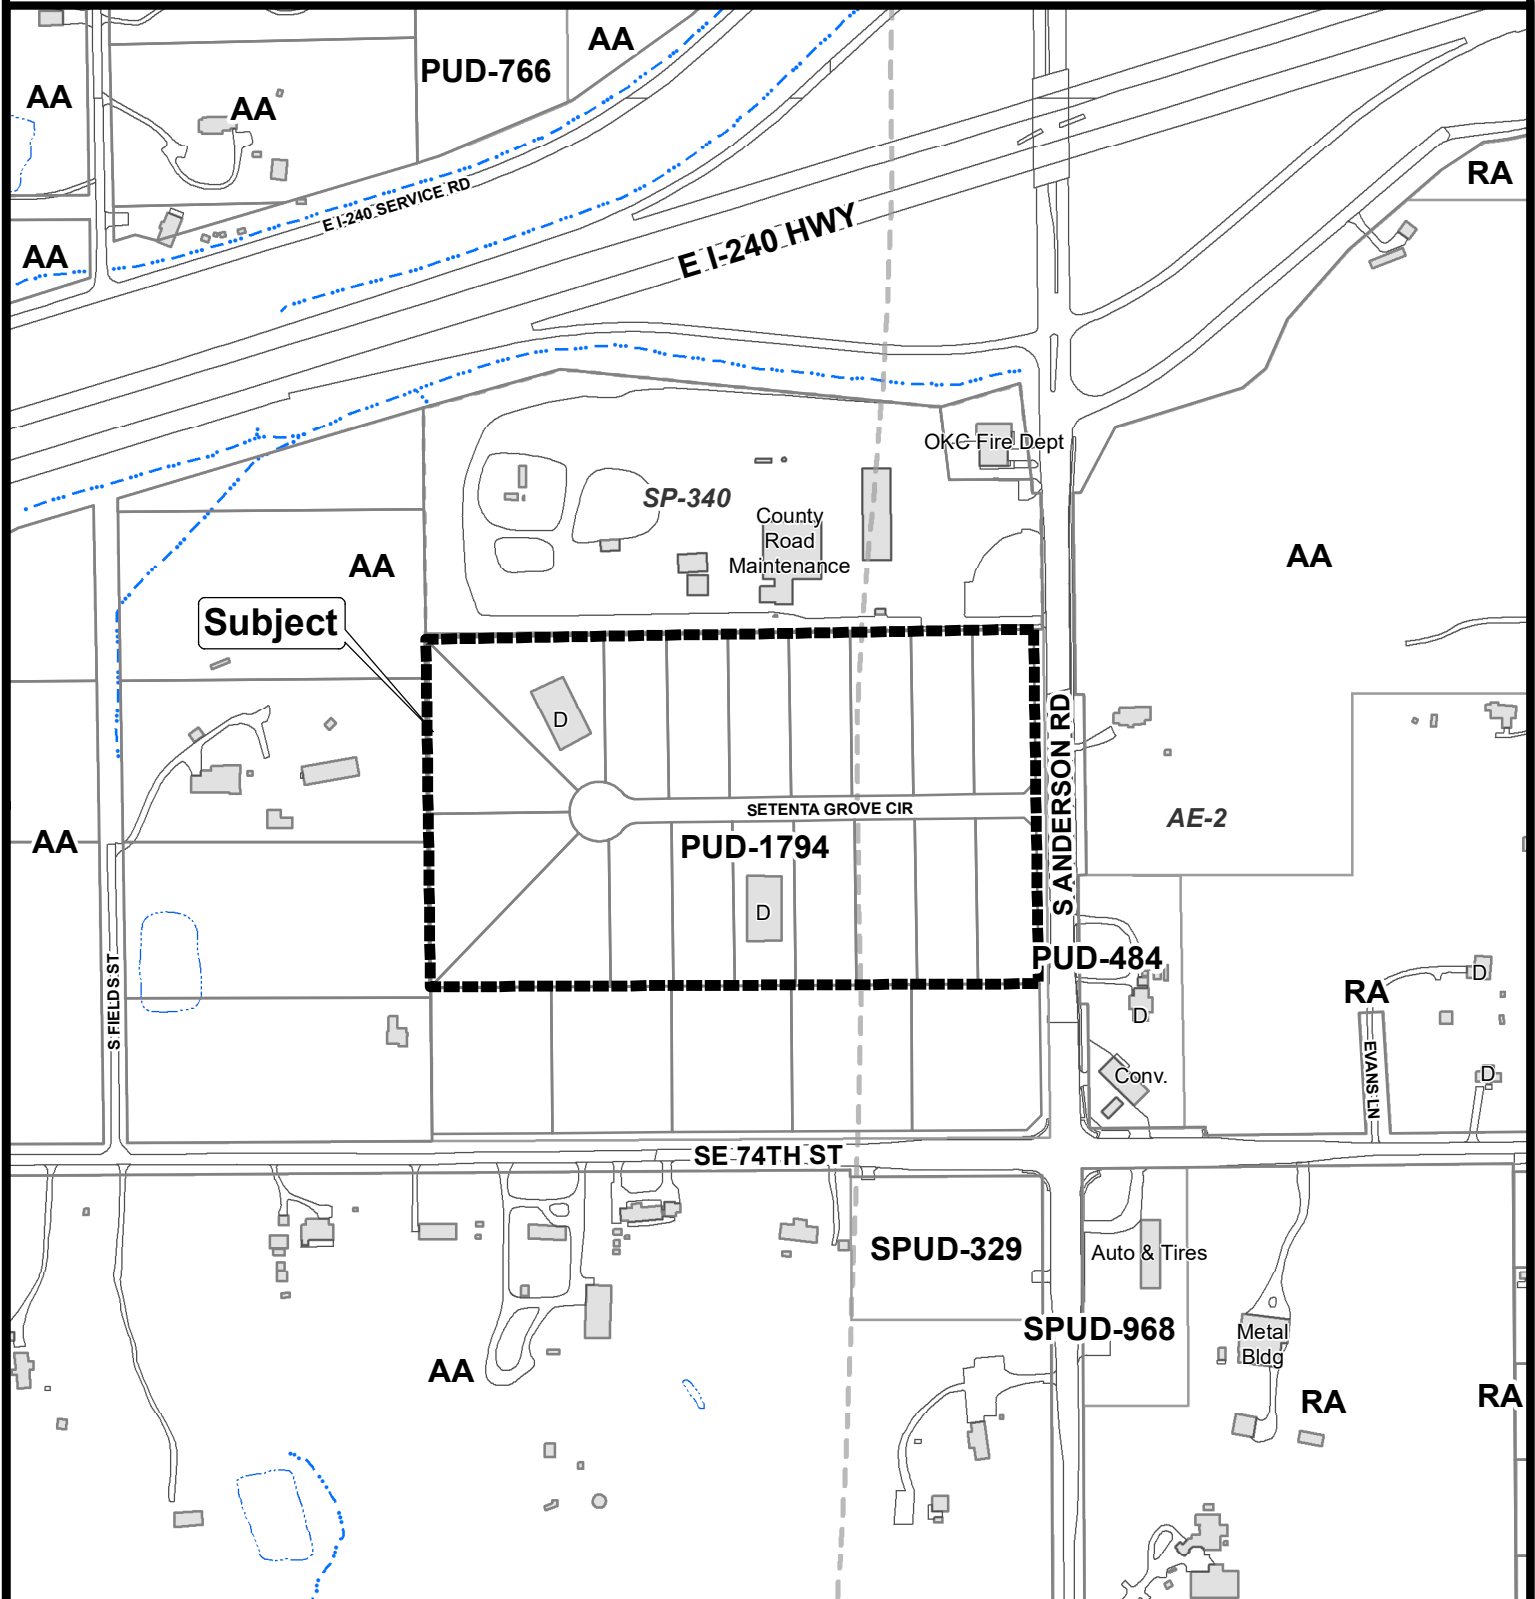 AA
PUD-766
AA
AA
RA
E I-240 SERVICE RD
E I-240 HWY
AA
OKC Fire Dept
SP-340
County
Road
Maintenance
AA
AA
Subject
D
S ANDERSON RD
SETENTA GROVE CIR
AE-2
PUD-1794
AA
D
PUD-484
S FIELDS ST
D
RA
D
Conv.
EVANS LN
D
SE 74TH ST
SPUD-329
Auto & Tires
SPUD-968
Metal
Bldg
AA
RA
RA